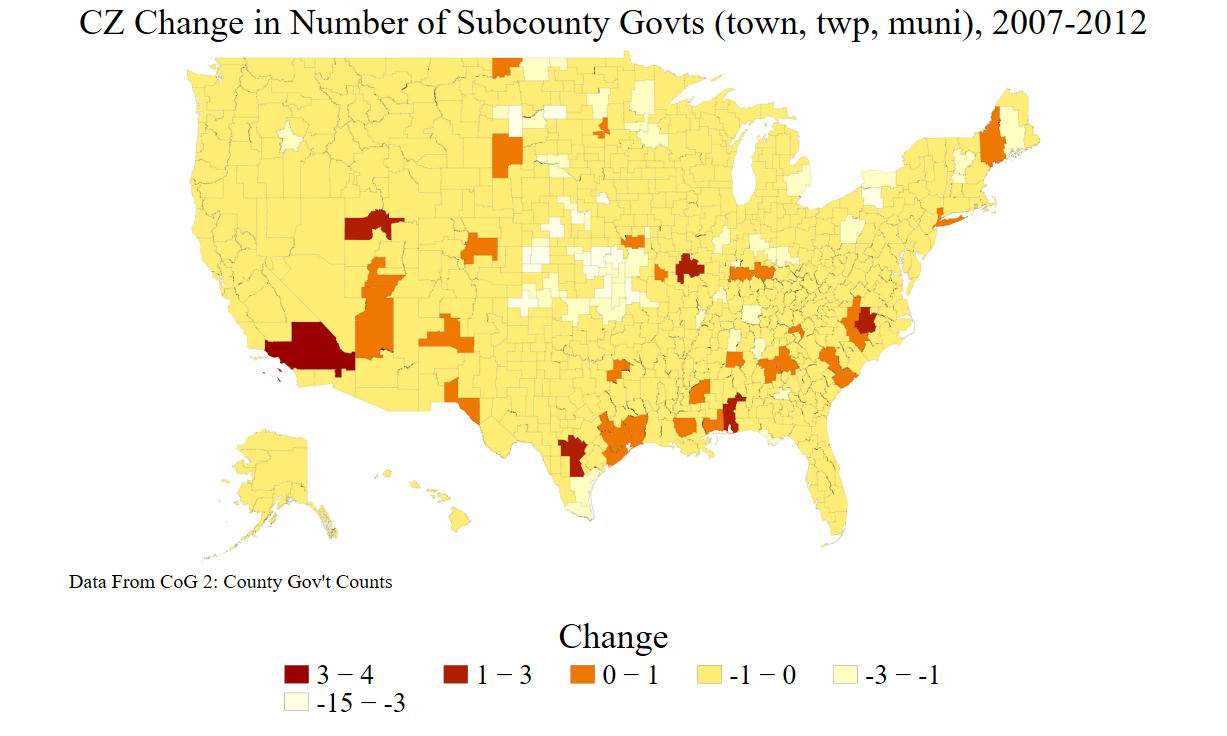 CZ Change in Number of Subcounty Govts (town, twp, muni), 2007-2012
Data From CoG 2: County Gov't Counts
Change
3 − 4 1 − 3 0 − 1 -1 − 0 -3 − -1
-15 − -3